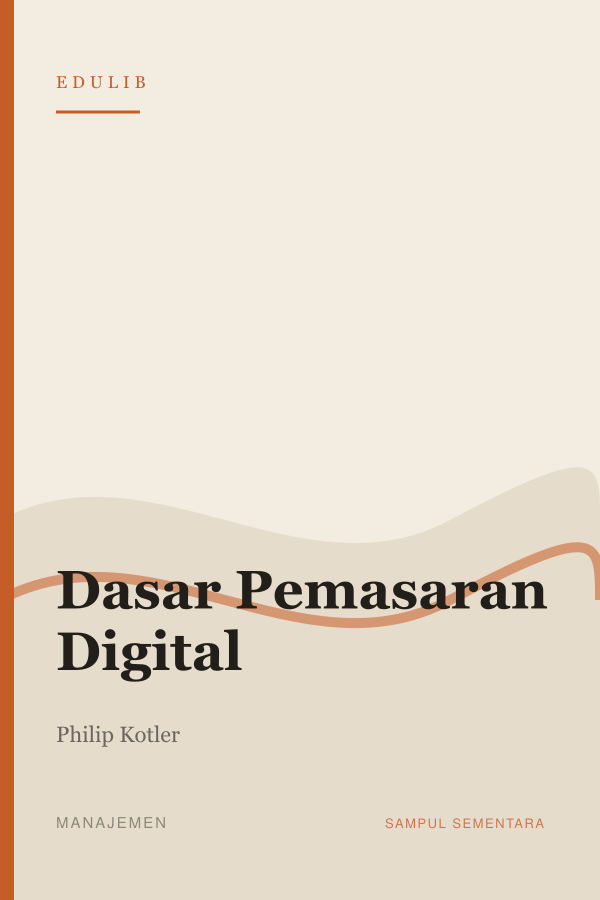 EDULIB
Dasar Pemasaran
Digital
Philip Kotler
MANAJEMEN
SAMPUL SEMENTARA